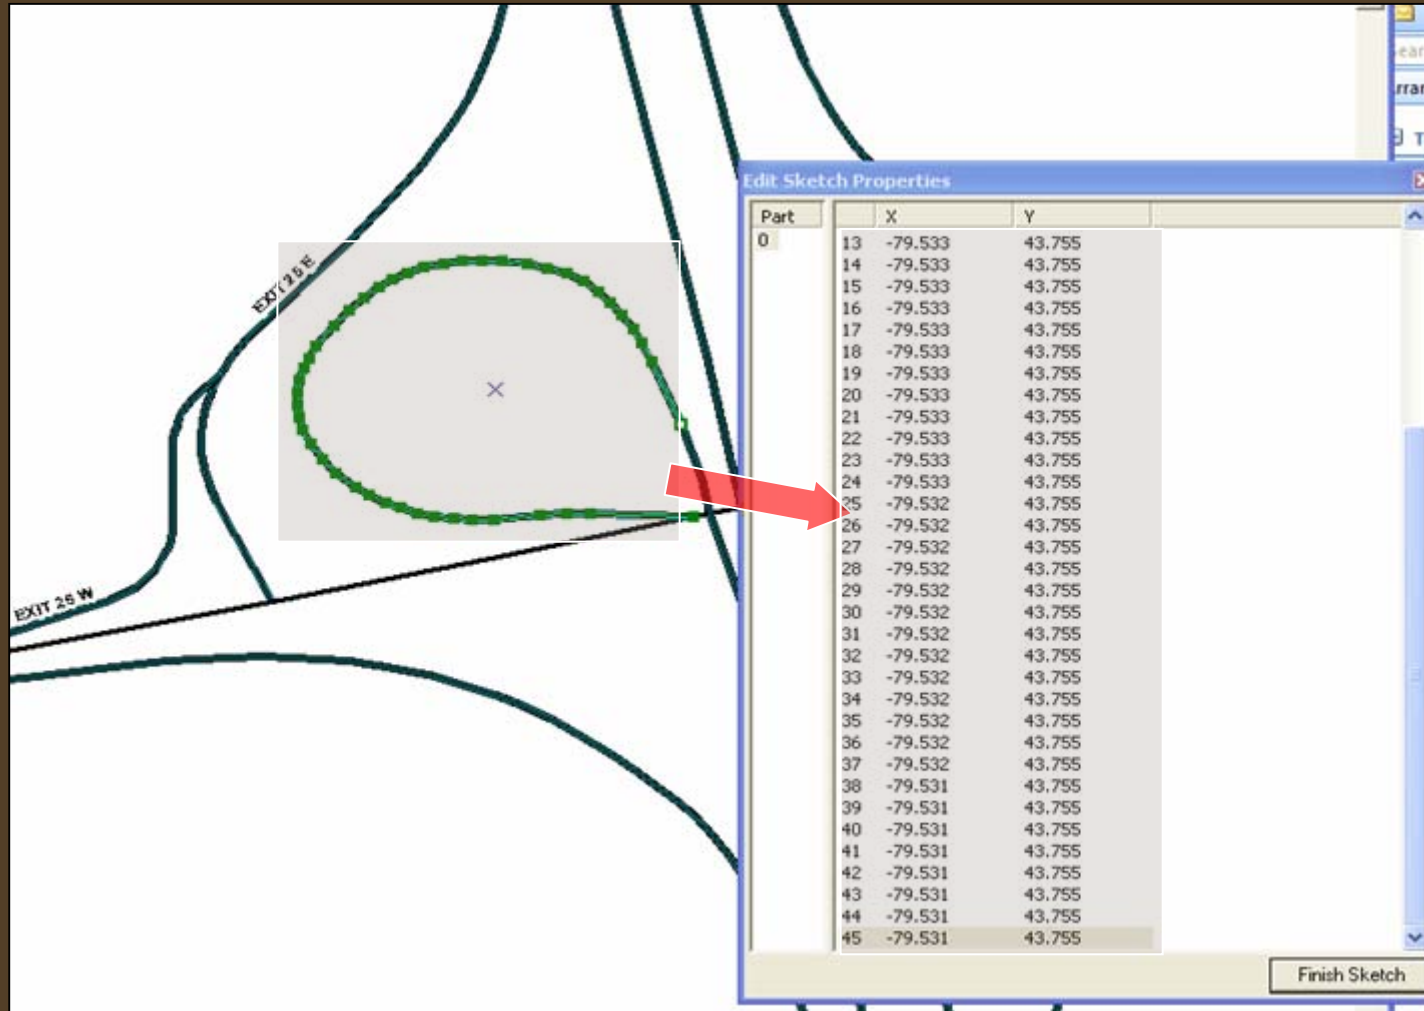 ear
rrar
T
Edit Sketch Properties
Part X Y
0
13 -79.533 43.755
14 -79.533 43.755
15 -79.533 43.755
16 -79.533 43.755
17 -79.533 43.755
18 -79.533 43.755
19 -79.533 43.755
20 -79.533 43.755
21 -79.533 43.755
22 -79.533 43.755
23 -79.533 43.755
24 -79.533 43.755
25 -79.532 43.755
26 -79.532 43.755
27 -79.532 43.755
28 -79.532 43.755
29 -79.532 43.755
30 -79.532 43.755
31 -79.532 43.755
32 -79.532 43.755
33 -79.532 43.755
34 -79.532 43.755
35 -79.532 43.755
36 -79.532 43.755
37 -79.532 43.755
38 -79.531 43.755
39 -79.531 43.755
40 -79.531 43.755
41 -79.531 43.755
42 -79.531 43.755
43 -79.531 43.755
44 -79.531 43.755
45 -79.531 43.755
Finish Sketch
EXIT 25 E
EXIT 25 W